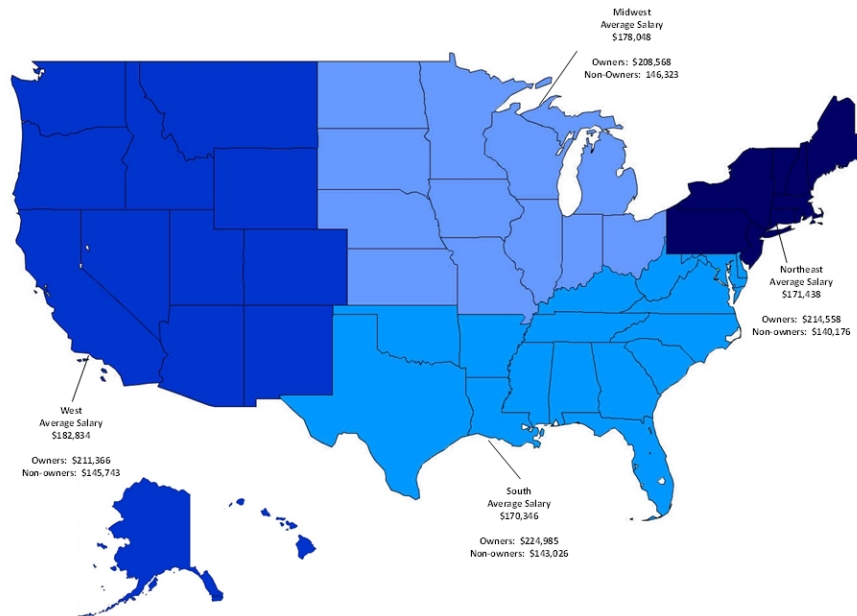 Midwest
Average Salary
$178,048
Owners: $208,568
Non-Owners: 146,323
Northeast
Average Salary
$171,438
Owners: $214,558
Non-owners: $140,176
West
Average Salary
$182,834
Owners: $211,366
Non-owners: $145,743
South
Average Salary
$170,346
Owners: $224,985
Non-owners: $143,026